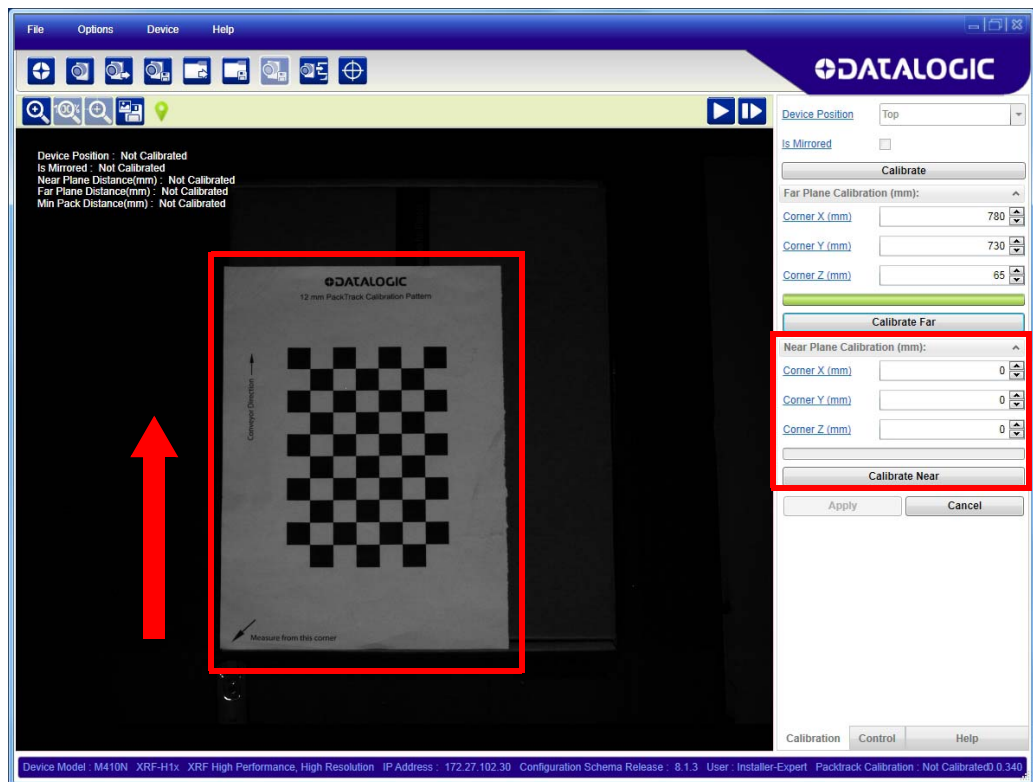 File Options Device Help
DATALOGIC
100%
Device Position Top
Is Mirrored
Calibrate
Far Plane Calibration (mm):
Corner X (mm) 780
Corner Y (mm) 730
Corner Z (mm) 65
Calibrate Far
Near Plane Calibration (mm):
Corner X (mm) 0
Corner Y (mm) 0
Corner Z (mm) 0
Calibrate Near
Apply Cancel
Device Position : Not Calibrated
Is Mirrored : Not Calibrated
Near Plane Distance(mm) : Not Calibrated
Far Plane Distance(mm) : Not Calibrated
Min Pack Distance(mm) : Not Calibrated
DATALOGIC
12 mm PackTrack Calibration Pattern
Conveyor Direction
Measure from this corner
Calibration Control Help
Device Model : M410N XRF-H1x XRF High Performance, High Resolution IP Address : 172.27.102.30 Configuration Schema Release : 8.1.3 User : Installer-Expert Packtrack Calibration : Not Calibrated0.0.340